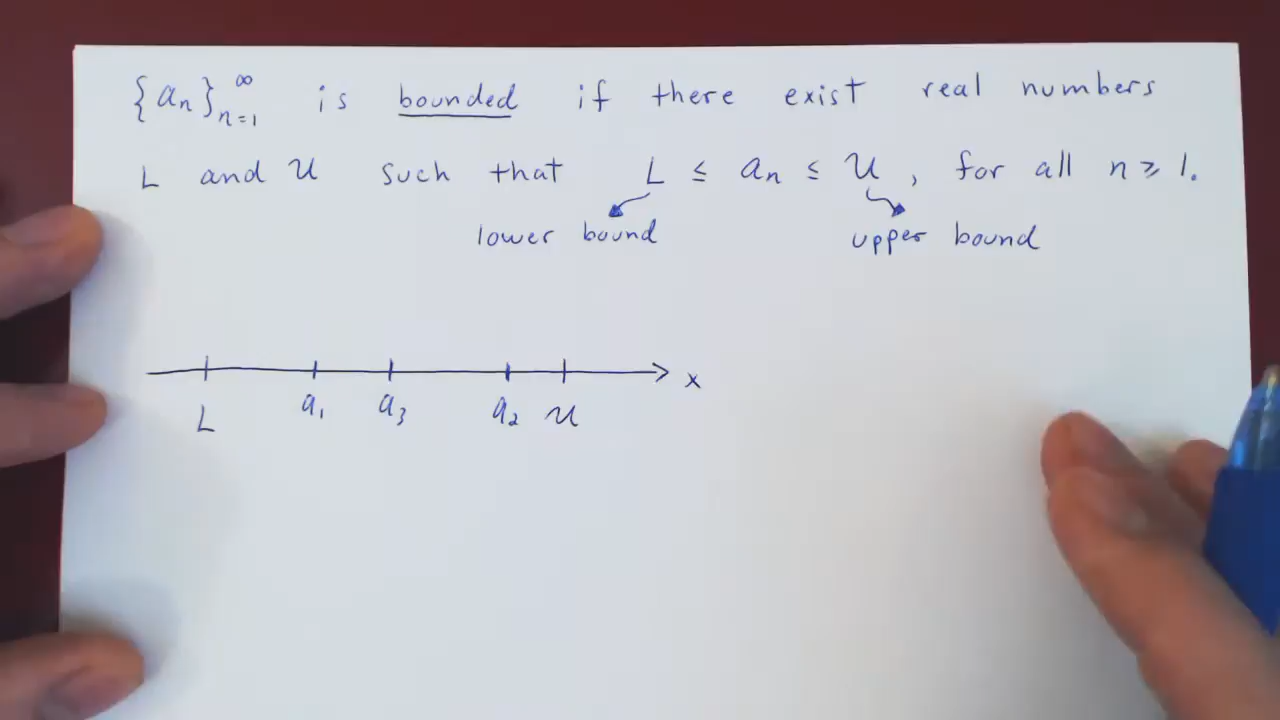 {aₙ}ₙ₌₁^∞ is bounded if there exist real numbers
L and U such that L ≤ aₙ ≤ U, for all n ⩾ 1.
lower bound upper bound
L a₁ a₃ a₂ U x